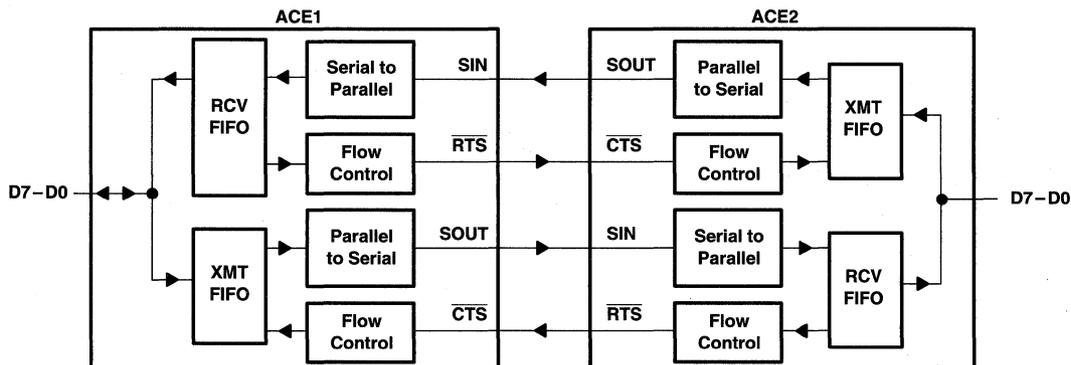 ACE1
ACE2
RCV
FIFO
Serial to
Parallel
SIN
SOUT
Parallel
to Serial
XMT
FIFO
Flow
Control
RTS
CTS
Flow
Control
D7–D0
D7–D0
XMT
FIFO
Parallel
to Serial
SOUT
SIN
Serial to
Parallel
RCV
FIFO
Flow
Control
CTS
RTS
Flow
Control